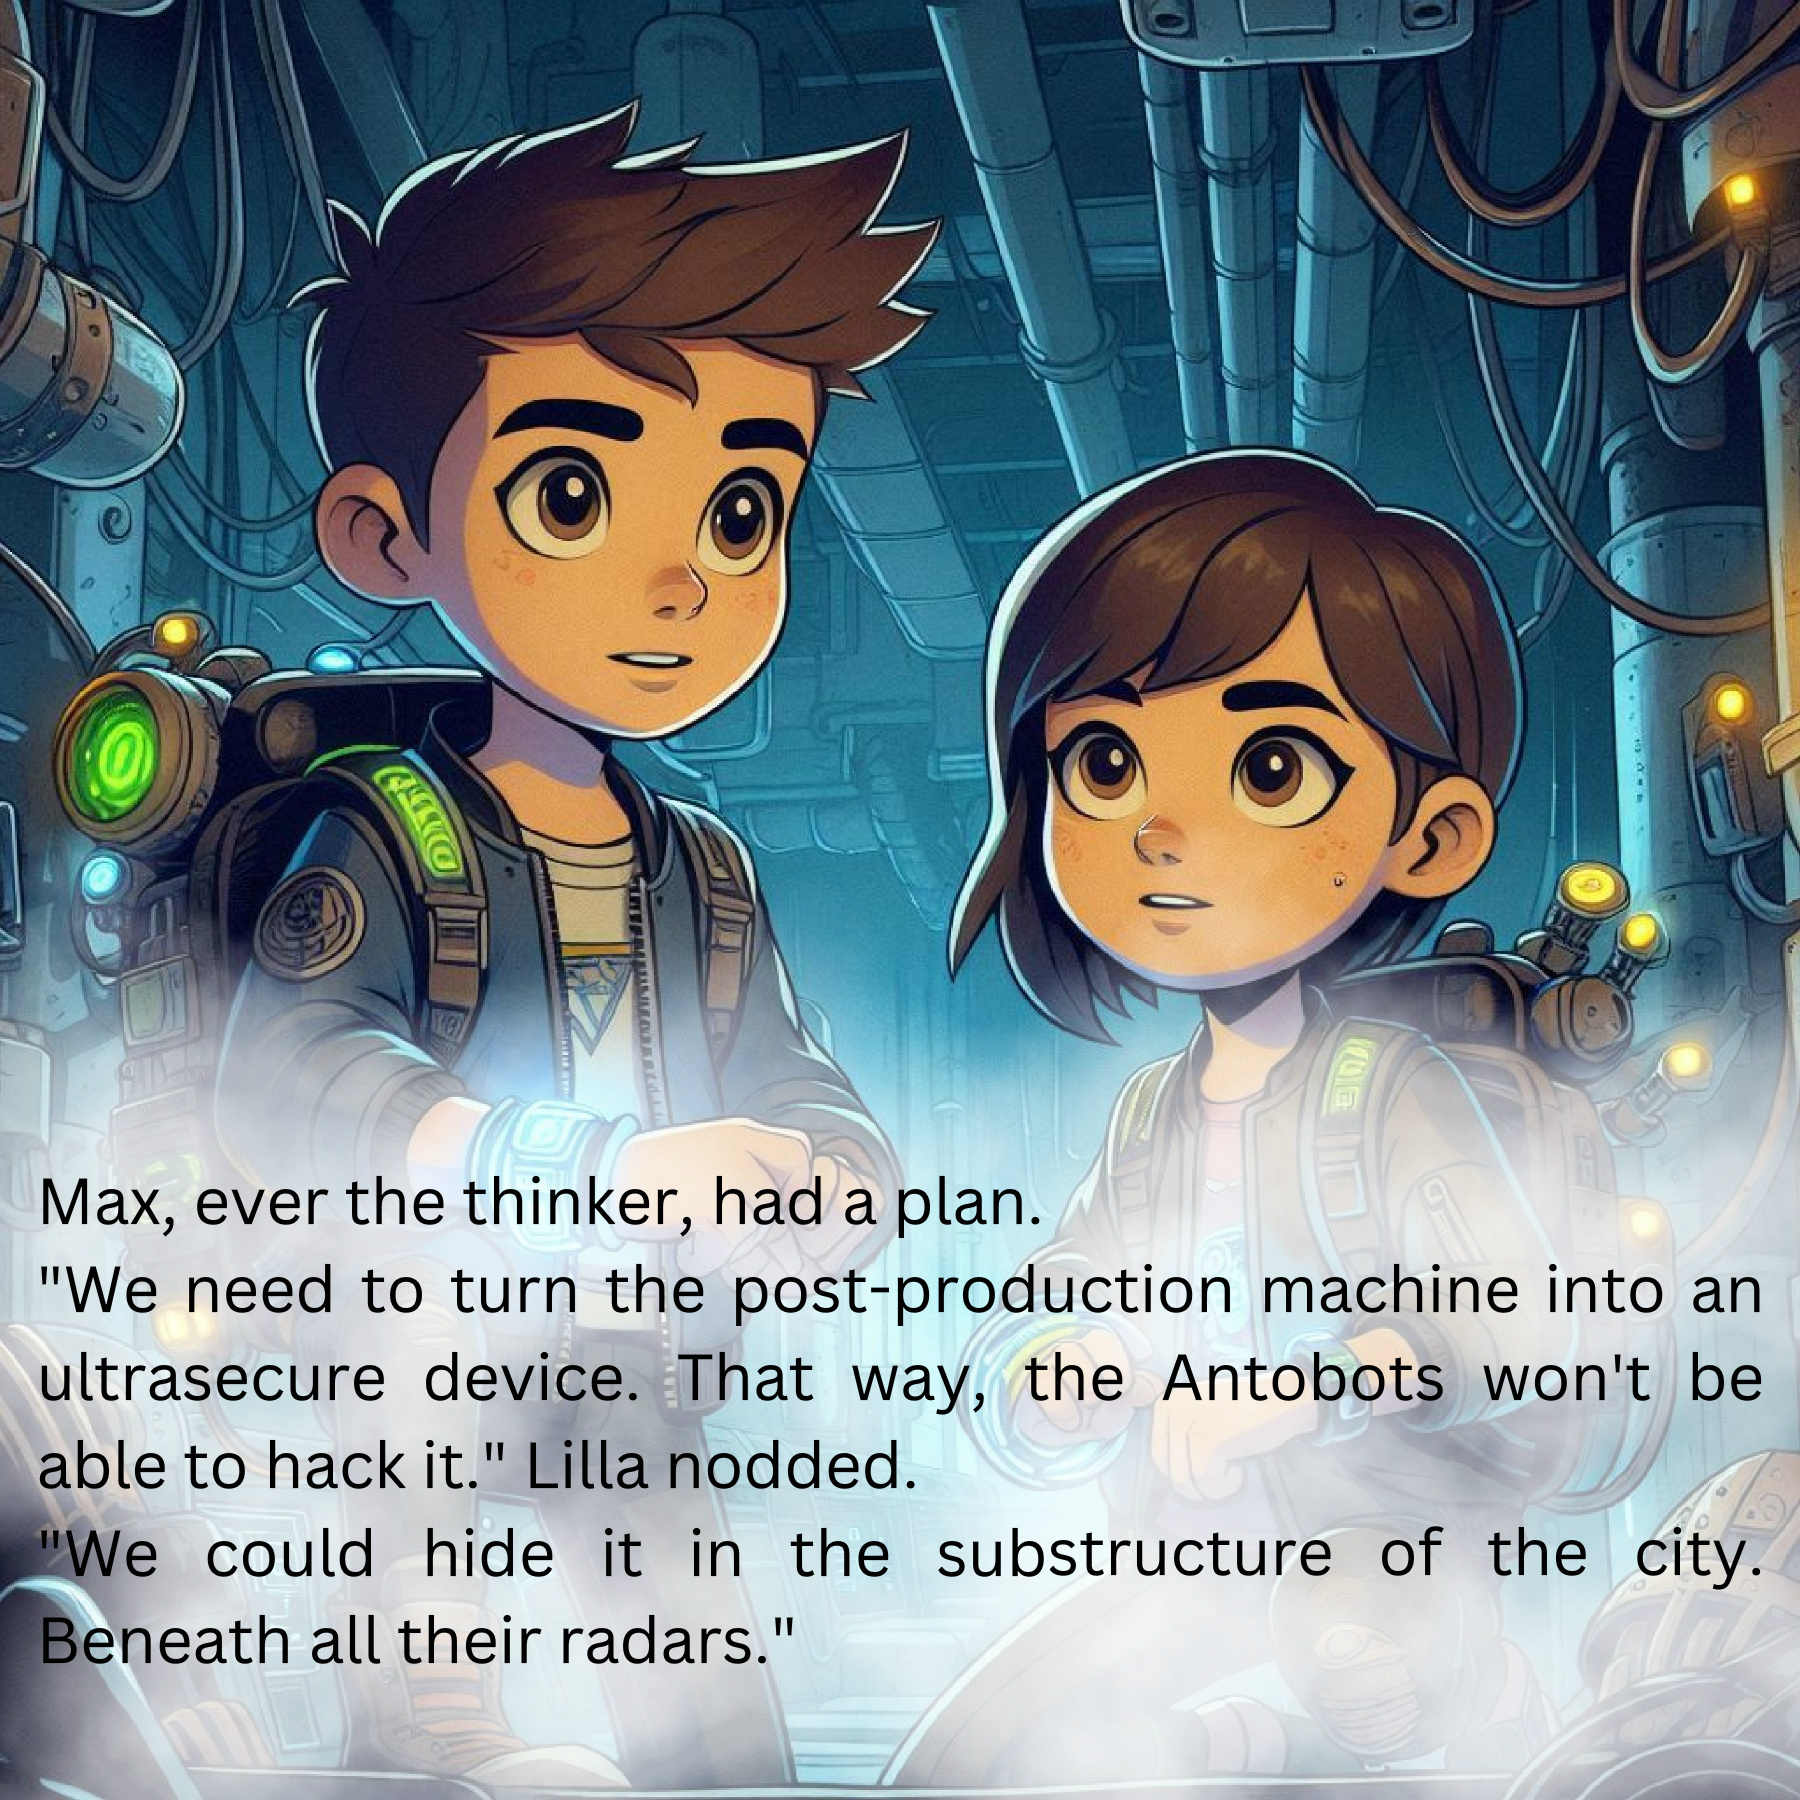 Max, ever the thinker, had a plan.
"We need to turn the post-production machine into an
ultrasecure device. That way, the Antobots won't be
able to hack it." Lilla nodded.
"We could hide it in the substructure of the city.
Beneath all their radars."